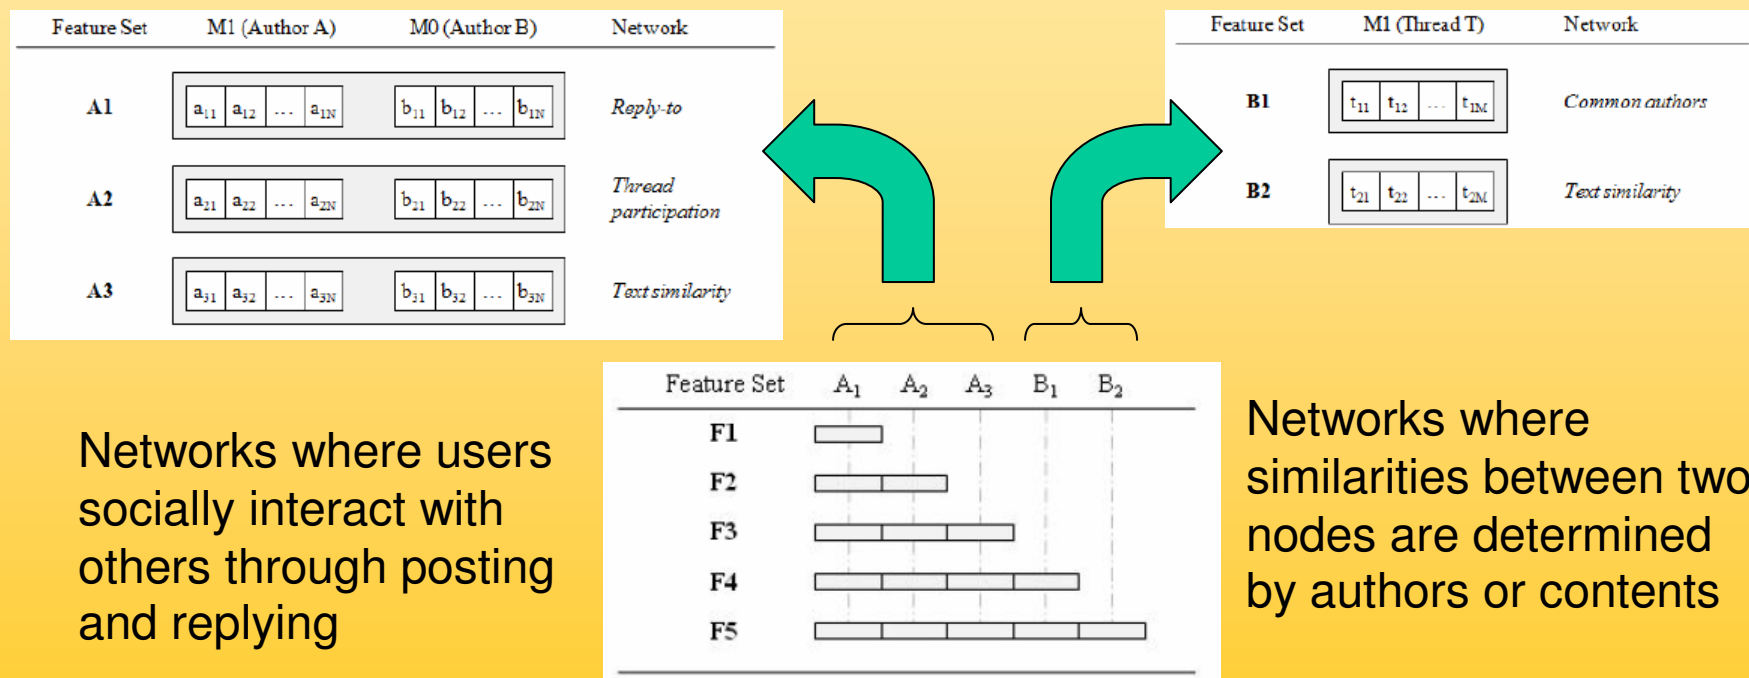 Feature Set M1 (Author A) M0 (Author B) Network
A1 a11 a12 ... a1N b11 b12 ... b1N Reply-to
A2 a21 a22 ... a2N b21 b22 ... b2N Thread
participation
A3 a31 a32 ... a3N b31 b32 ... b3N Text similarity
Feature Set M1 (Thread T) Network
B1 t11 t12 ... t1M Common authors
B2 t21 t22 ... t2M Text similarity
Networks where users
socially interact with
others through posting
and replying
Feature Set A1 A2 A3 B1 B2
F1
F2
F3
F4
F5
Networks where
similarities between two
nodes are determined
by authors or contents